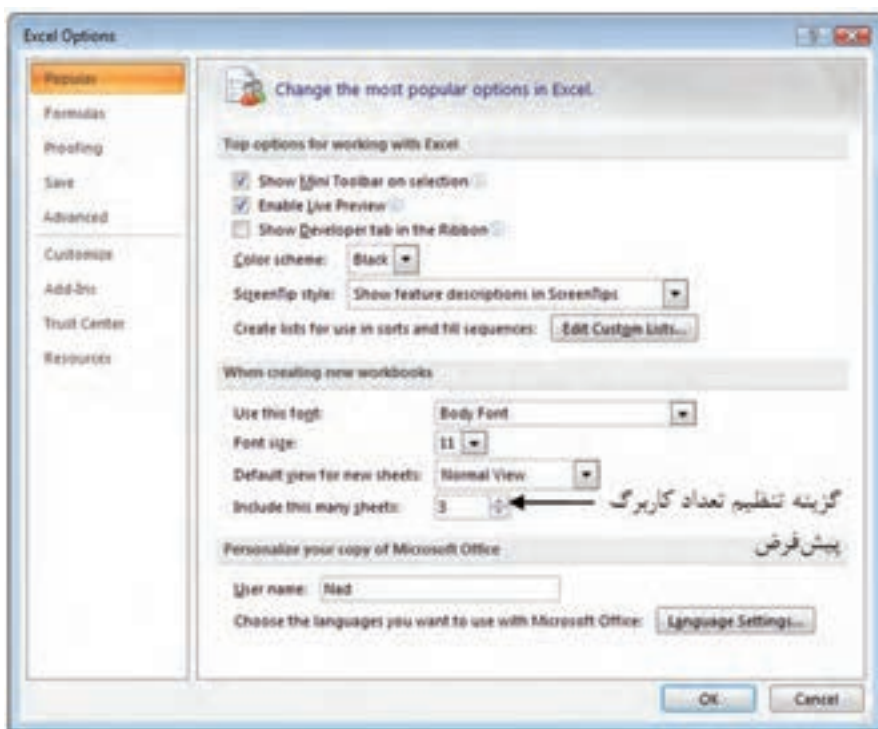 Excel Options
Popular
Formulas
Proofing
Save
Advanced
Customize
Add-Ins
Trust Center
Resources
Change the most popular options in Excel.
Top options for working with Excel
Show Mini Toolbar on selection
Enable Live Preview
Show Developer tab in the Ribbon
Color scheme: Black
ScreenTip style: Show feature descriptions in ScreenTips
Create lists for use in sorts and fill sequences: Edit Custom Lists...
When creating new workbooks
Use this font: Body Font
Font size: 11
Default view for new sheets: Normal View
Include this many sheets: 3
گزینه تنظیم تعداد کاربرگ
پیش‌فرض
Personalize your copy of Microsoft Office
User name: Nad
Choose the languages you want to use with Microsoft Office: Language Settings...
OK Cancel